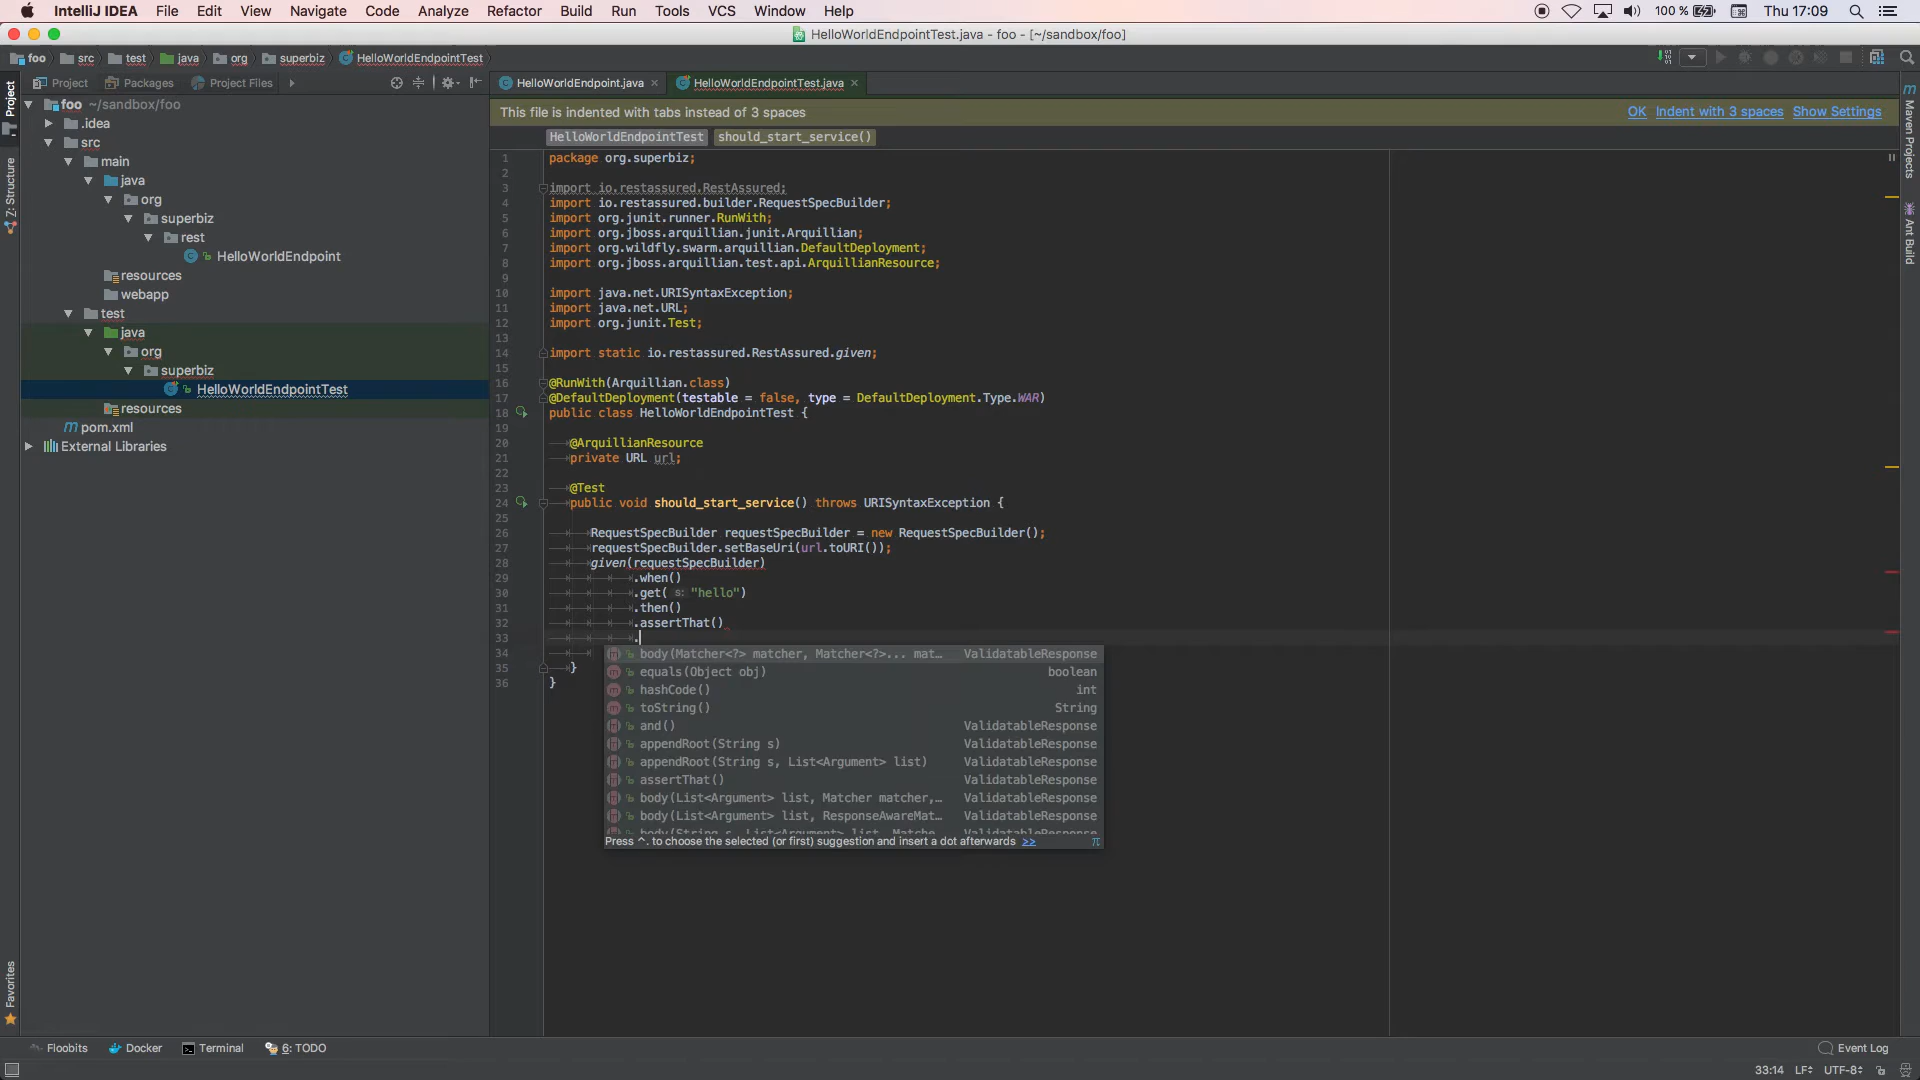 IntelliJ IDEA File Edit View Navigate Code Analyze Refactor Build Run Tools VCS Window Help 100 % Thu 17:09
HelloWorldEndpointTest.java - foo - [~/sandbox/foo]
foo src test java org superbiz HelloWorldEndpointTest
Project Packages Project Files HelloWorldEndpoint.java HelloWorldEndpointTest.java
Project
Z: Structure
Favorites
Maven Projects
Ant Build
foo ~/sandbox/foo
.idea
src
main
java
org
superbiz
rest
HelloWorldEndpoint
resources
webapp
test
java
org
superbiz
HelloWorldEndpointTest
resources
pom.xml
External Libraries
This file is indented with tabs instead of 3 spaces OK Indent with 3 spaces Show Settings
HelloWorldEndpointTest should_start_service()
1 package org.superbiz;
2
3 import io.restassured.RestAssured;
4 import io.restassured.builder.RequestSpecBuilder;
5 import org.junit.runner.RunWith;
6 import org.jboss.arquillian.junit.Arquillian;
7 import org.wildfly.swarm.arquillian.DefaultDeployment;
8 import org.jboss.arquillian.test.api.ArquillianResource;
9
10 import java.net.URISyntaxException;
11 import java.net.URL;
12 import org.junit.Test;
13
14 import static io.restassured.RestAssured.given;
15
16 @RunWith(Arquillian.class)
17 @DefaultDeployment(testable = false, type = DefaultDeployment.Type.WAR)
18 public class HelloWorldEndpointTest {
19
20 @ArquillianResource
21 private URL url;
22
23 @Test
24 public void should_start_service() throws URISyntaxException {
25
26 RequestSpecBuilder requestSpecBuilder = new RequestSpecBuilder();
27 requestSpecBuilder.setBaseUri(url.toURI());
28 given(requestSpecBuilder)
29 .when()
30 .get( s: "hello")
31 .then()
32 .assertThat()
33 .
34
35 }
36 }
body(Matcher<?> matcher, Matcher<?>... mat… ValidatableResponse
equals(Object obj) boolean
hashCode() int
toString() String
and() ValidatableResponse
appendRoot(String s) ValidatableResponse
appendRoot(String s, List<Argument> list) ValidatableResponse
assertThat() ValidatableResponse
body(List<Argument> list, Matcher matcher,… ValidatableResponse
body(List<Argument> list, ResponseAwareMat… ValidatableResponse
body(String s, List<Argument> list, Matche… ValidatableResponse
Press ^. to choose the selected (or first) suggestion and insert a dot afterwards >> π
Floobits Docker Terminal 6: TODO Event Log
33:14 LF UTF-8